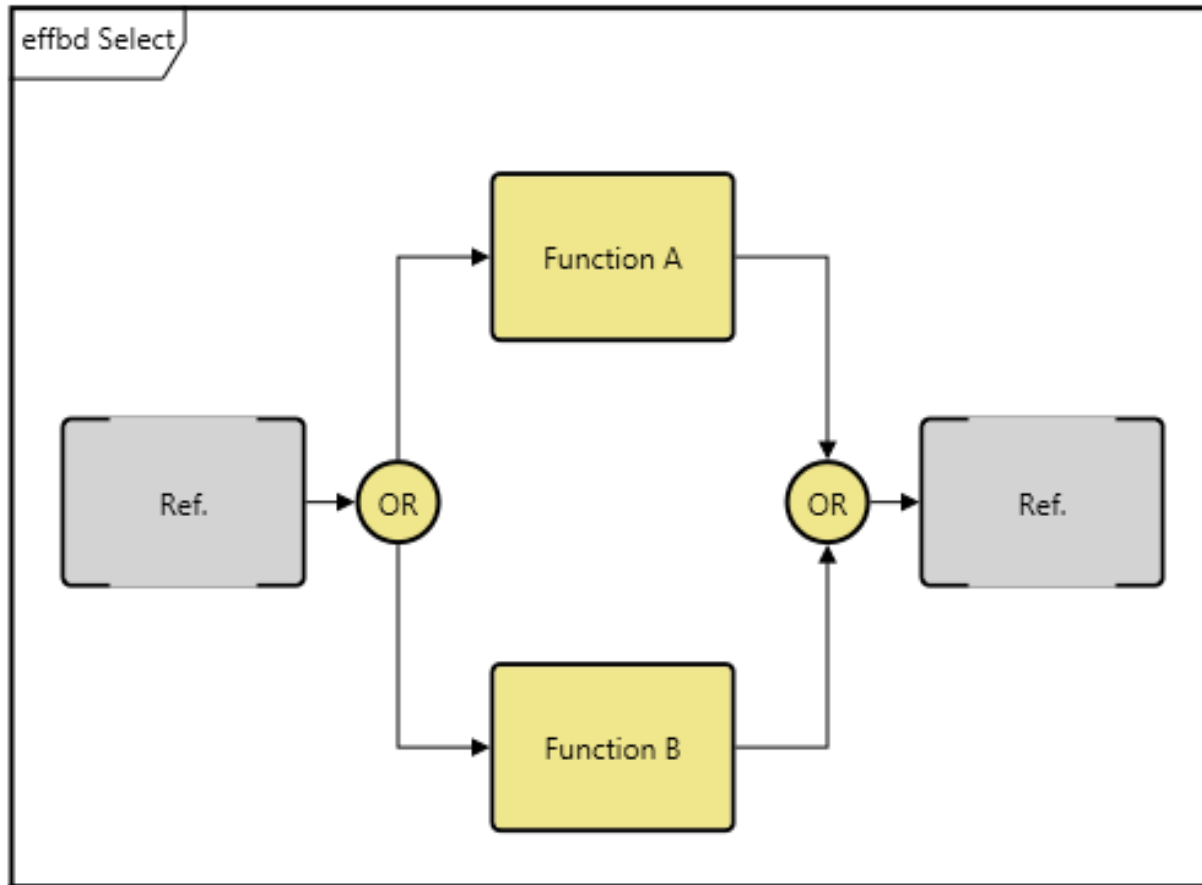 effbd Select
Function A
Ref.
OR
OR
Ref.
Function B